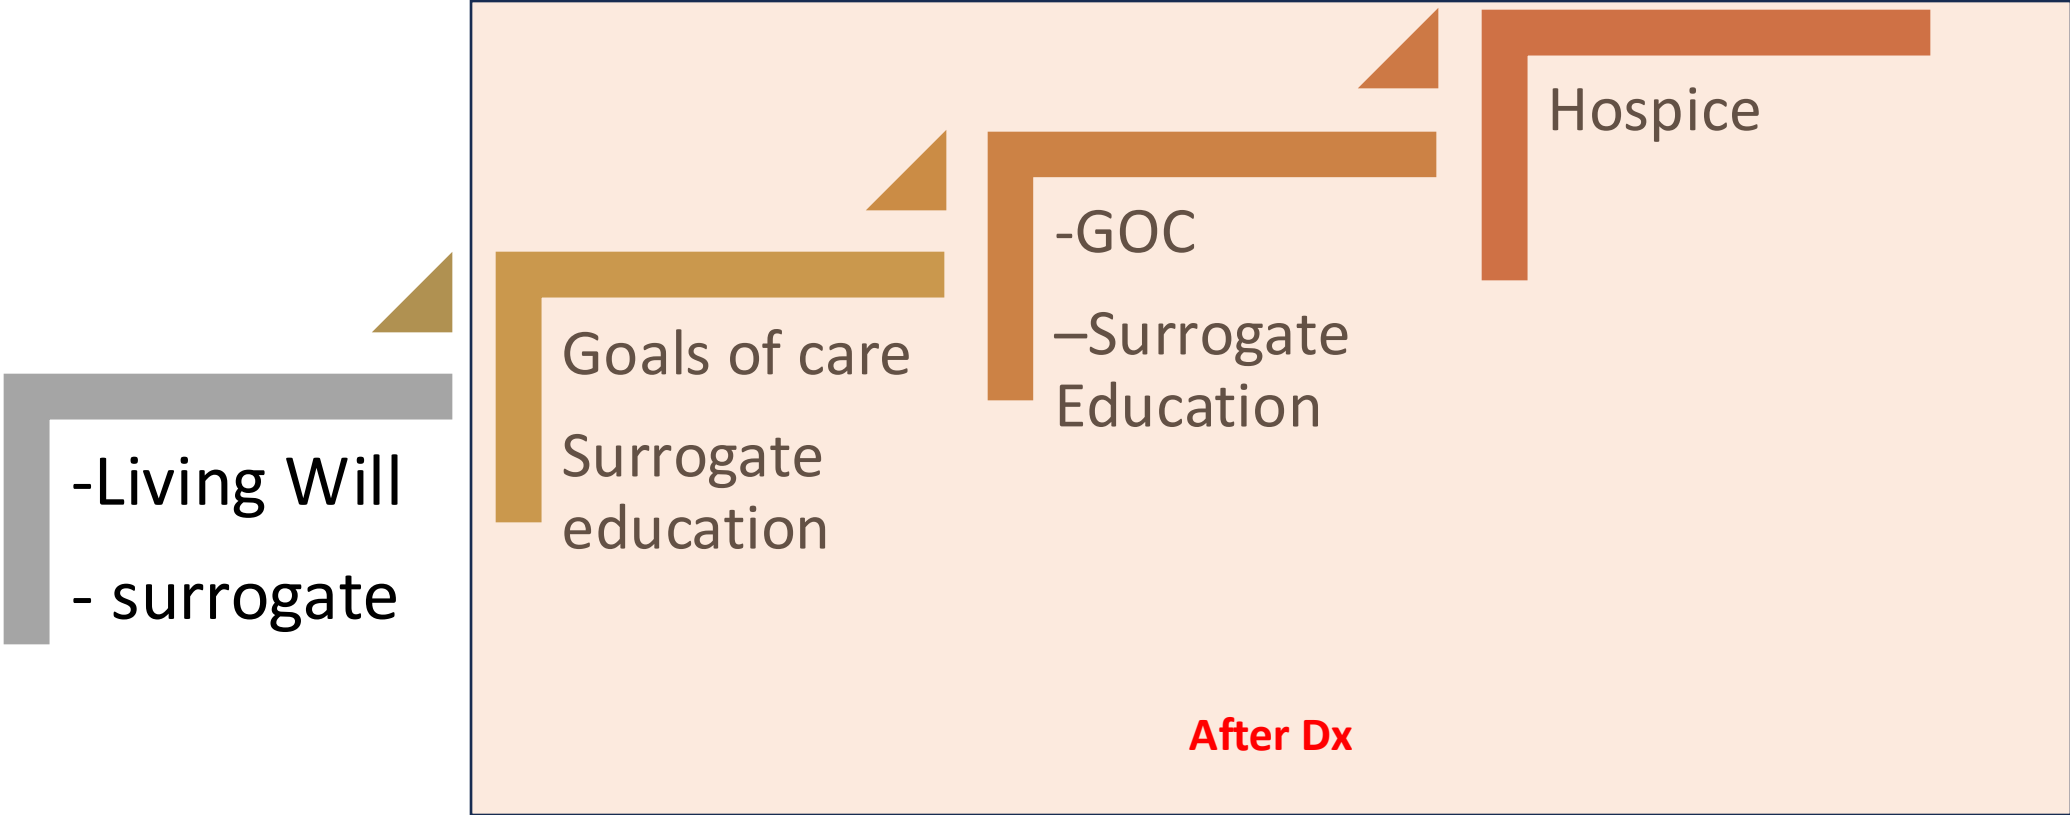 -Living Will
- surrogate
Goals of care
Surrogate
education
-GOC
–Surrogate
Education
Hospice
After Dx